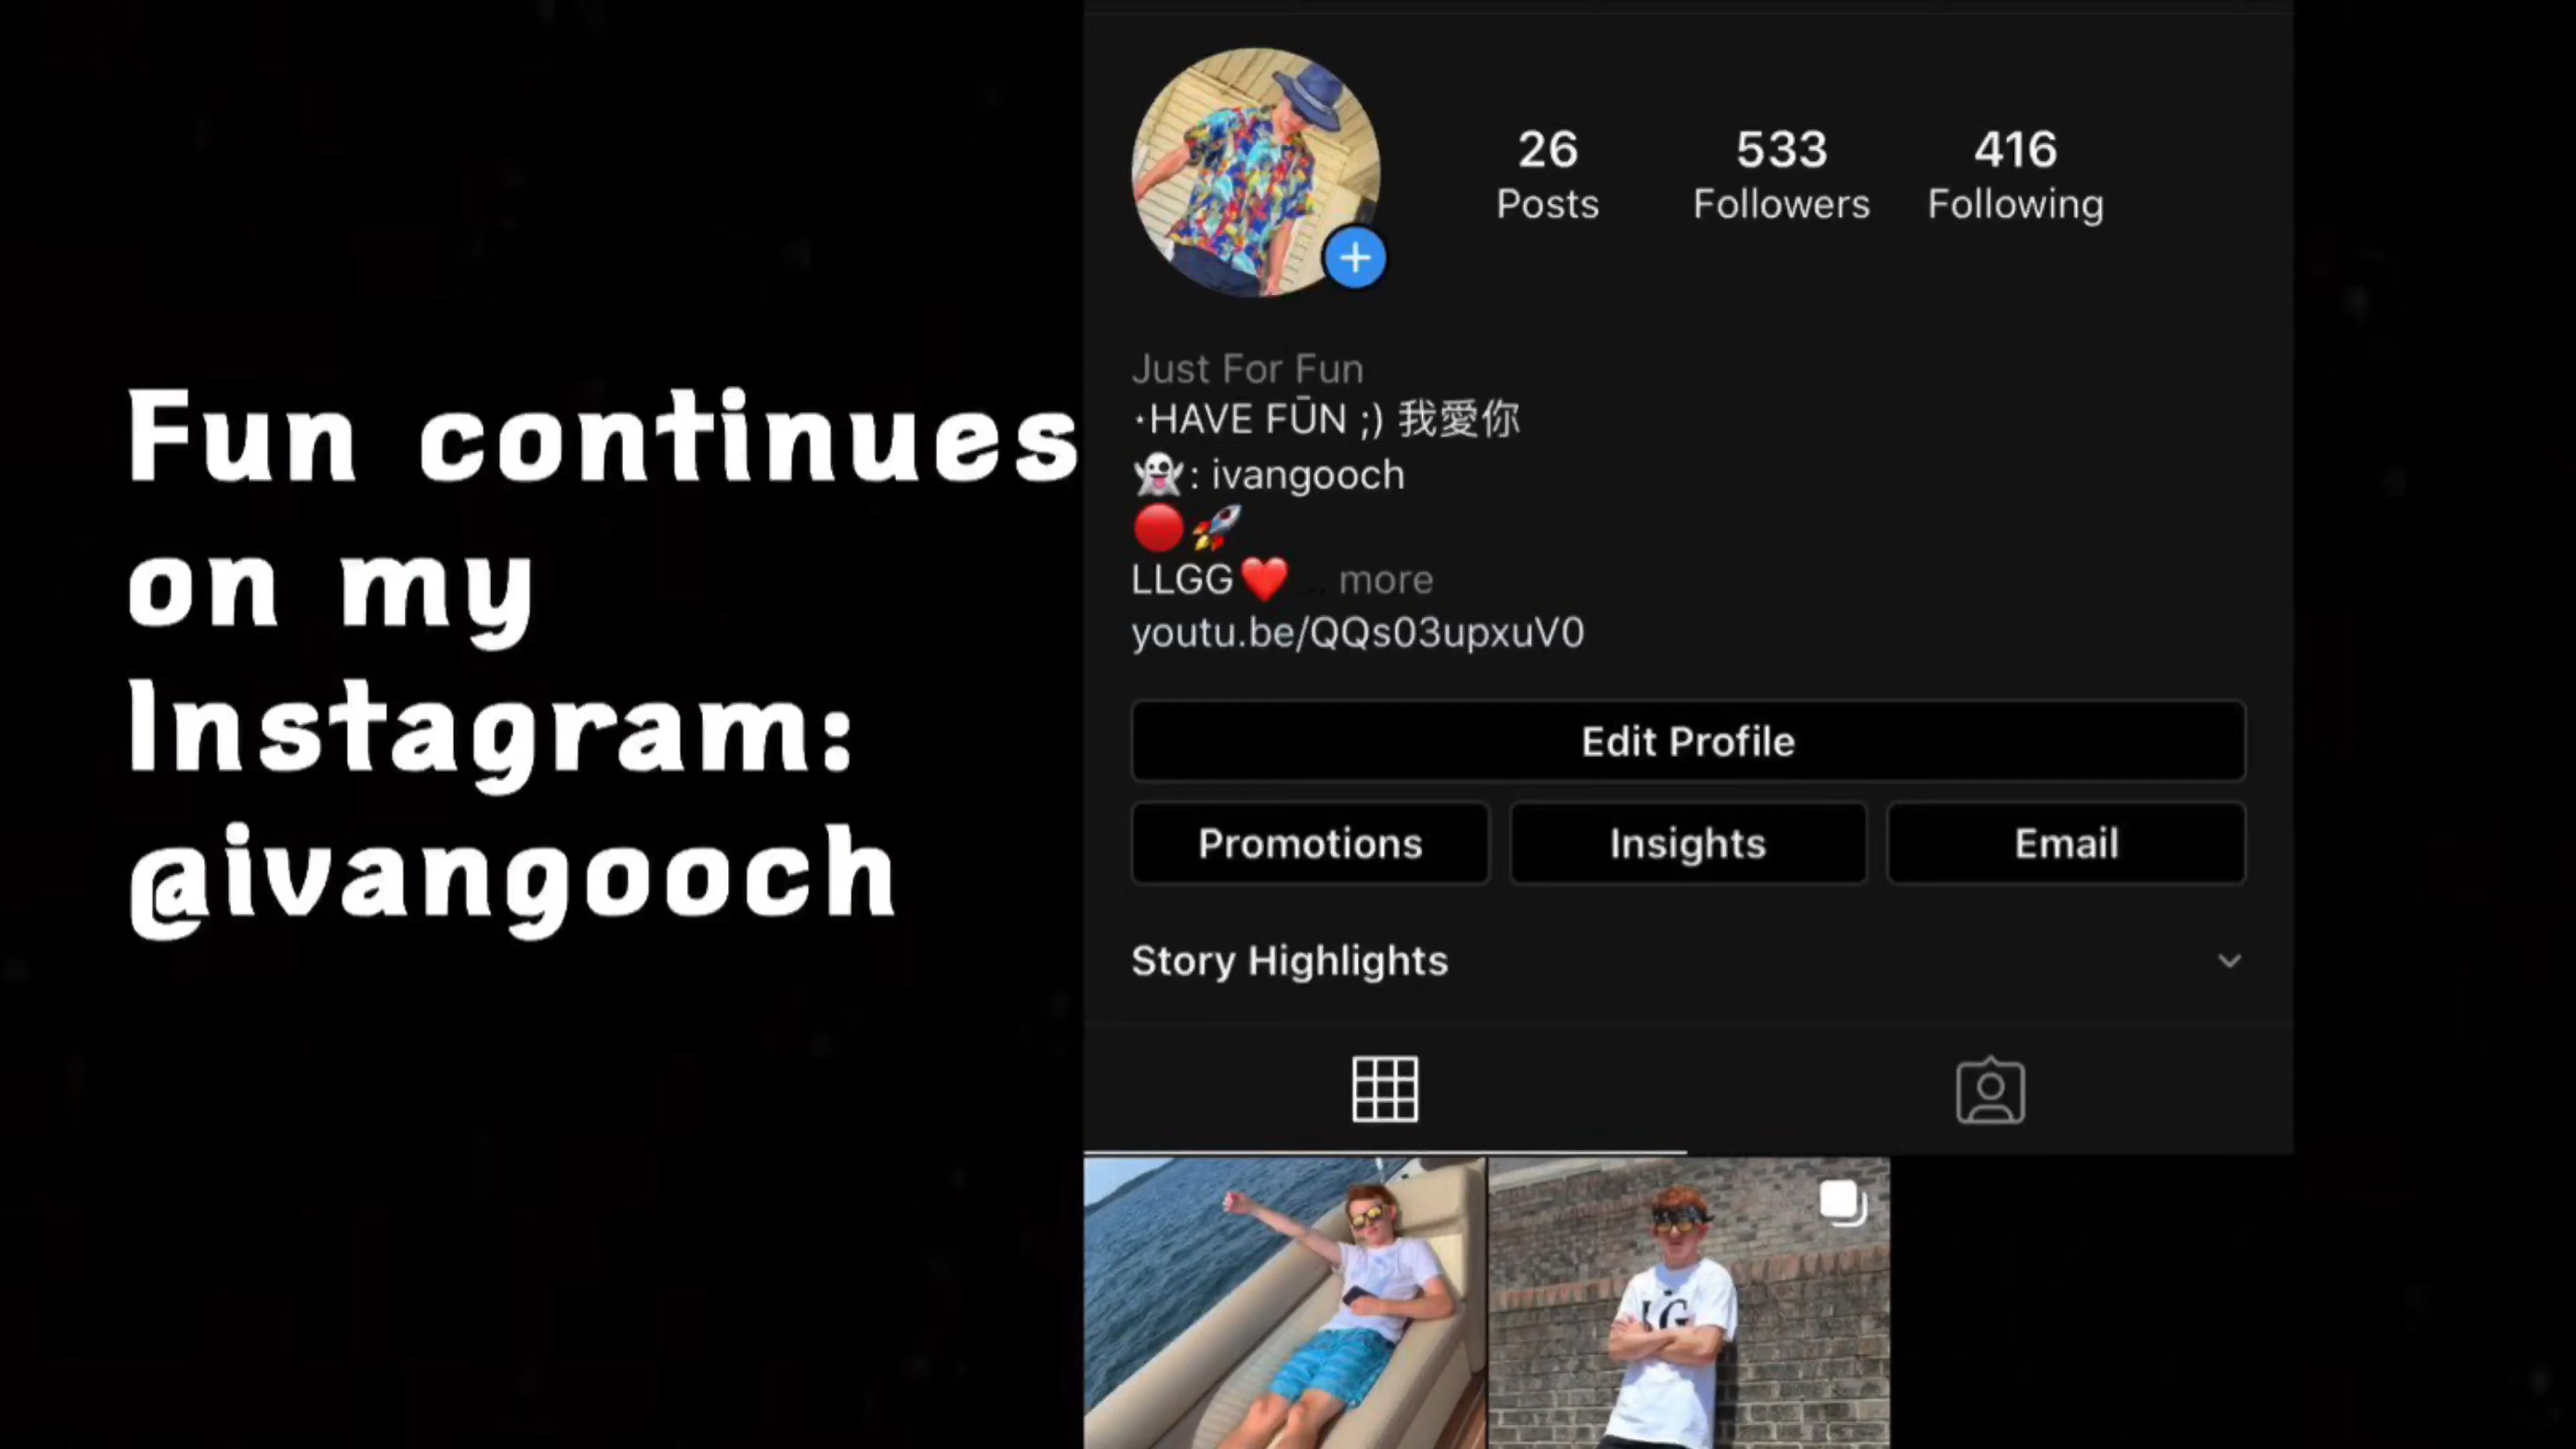 Fun continues
on my
Instagram:
@ivangooch
26
533
416
Posts
Followers
Following
Just For Fun
·HAVE FŪN ;) 我愛你
👻: ivangooch
🔴🚀
LLGG❤️... more
youtu.be/QQs03upxuV0
Edit Profile
Promotions
Insights
Email
Story Highlights